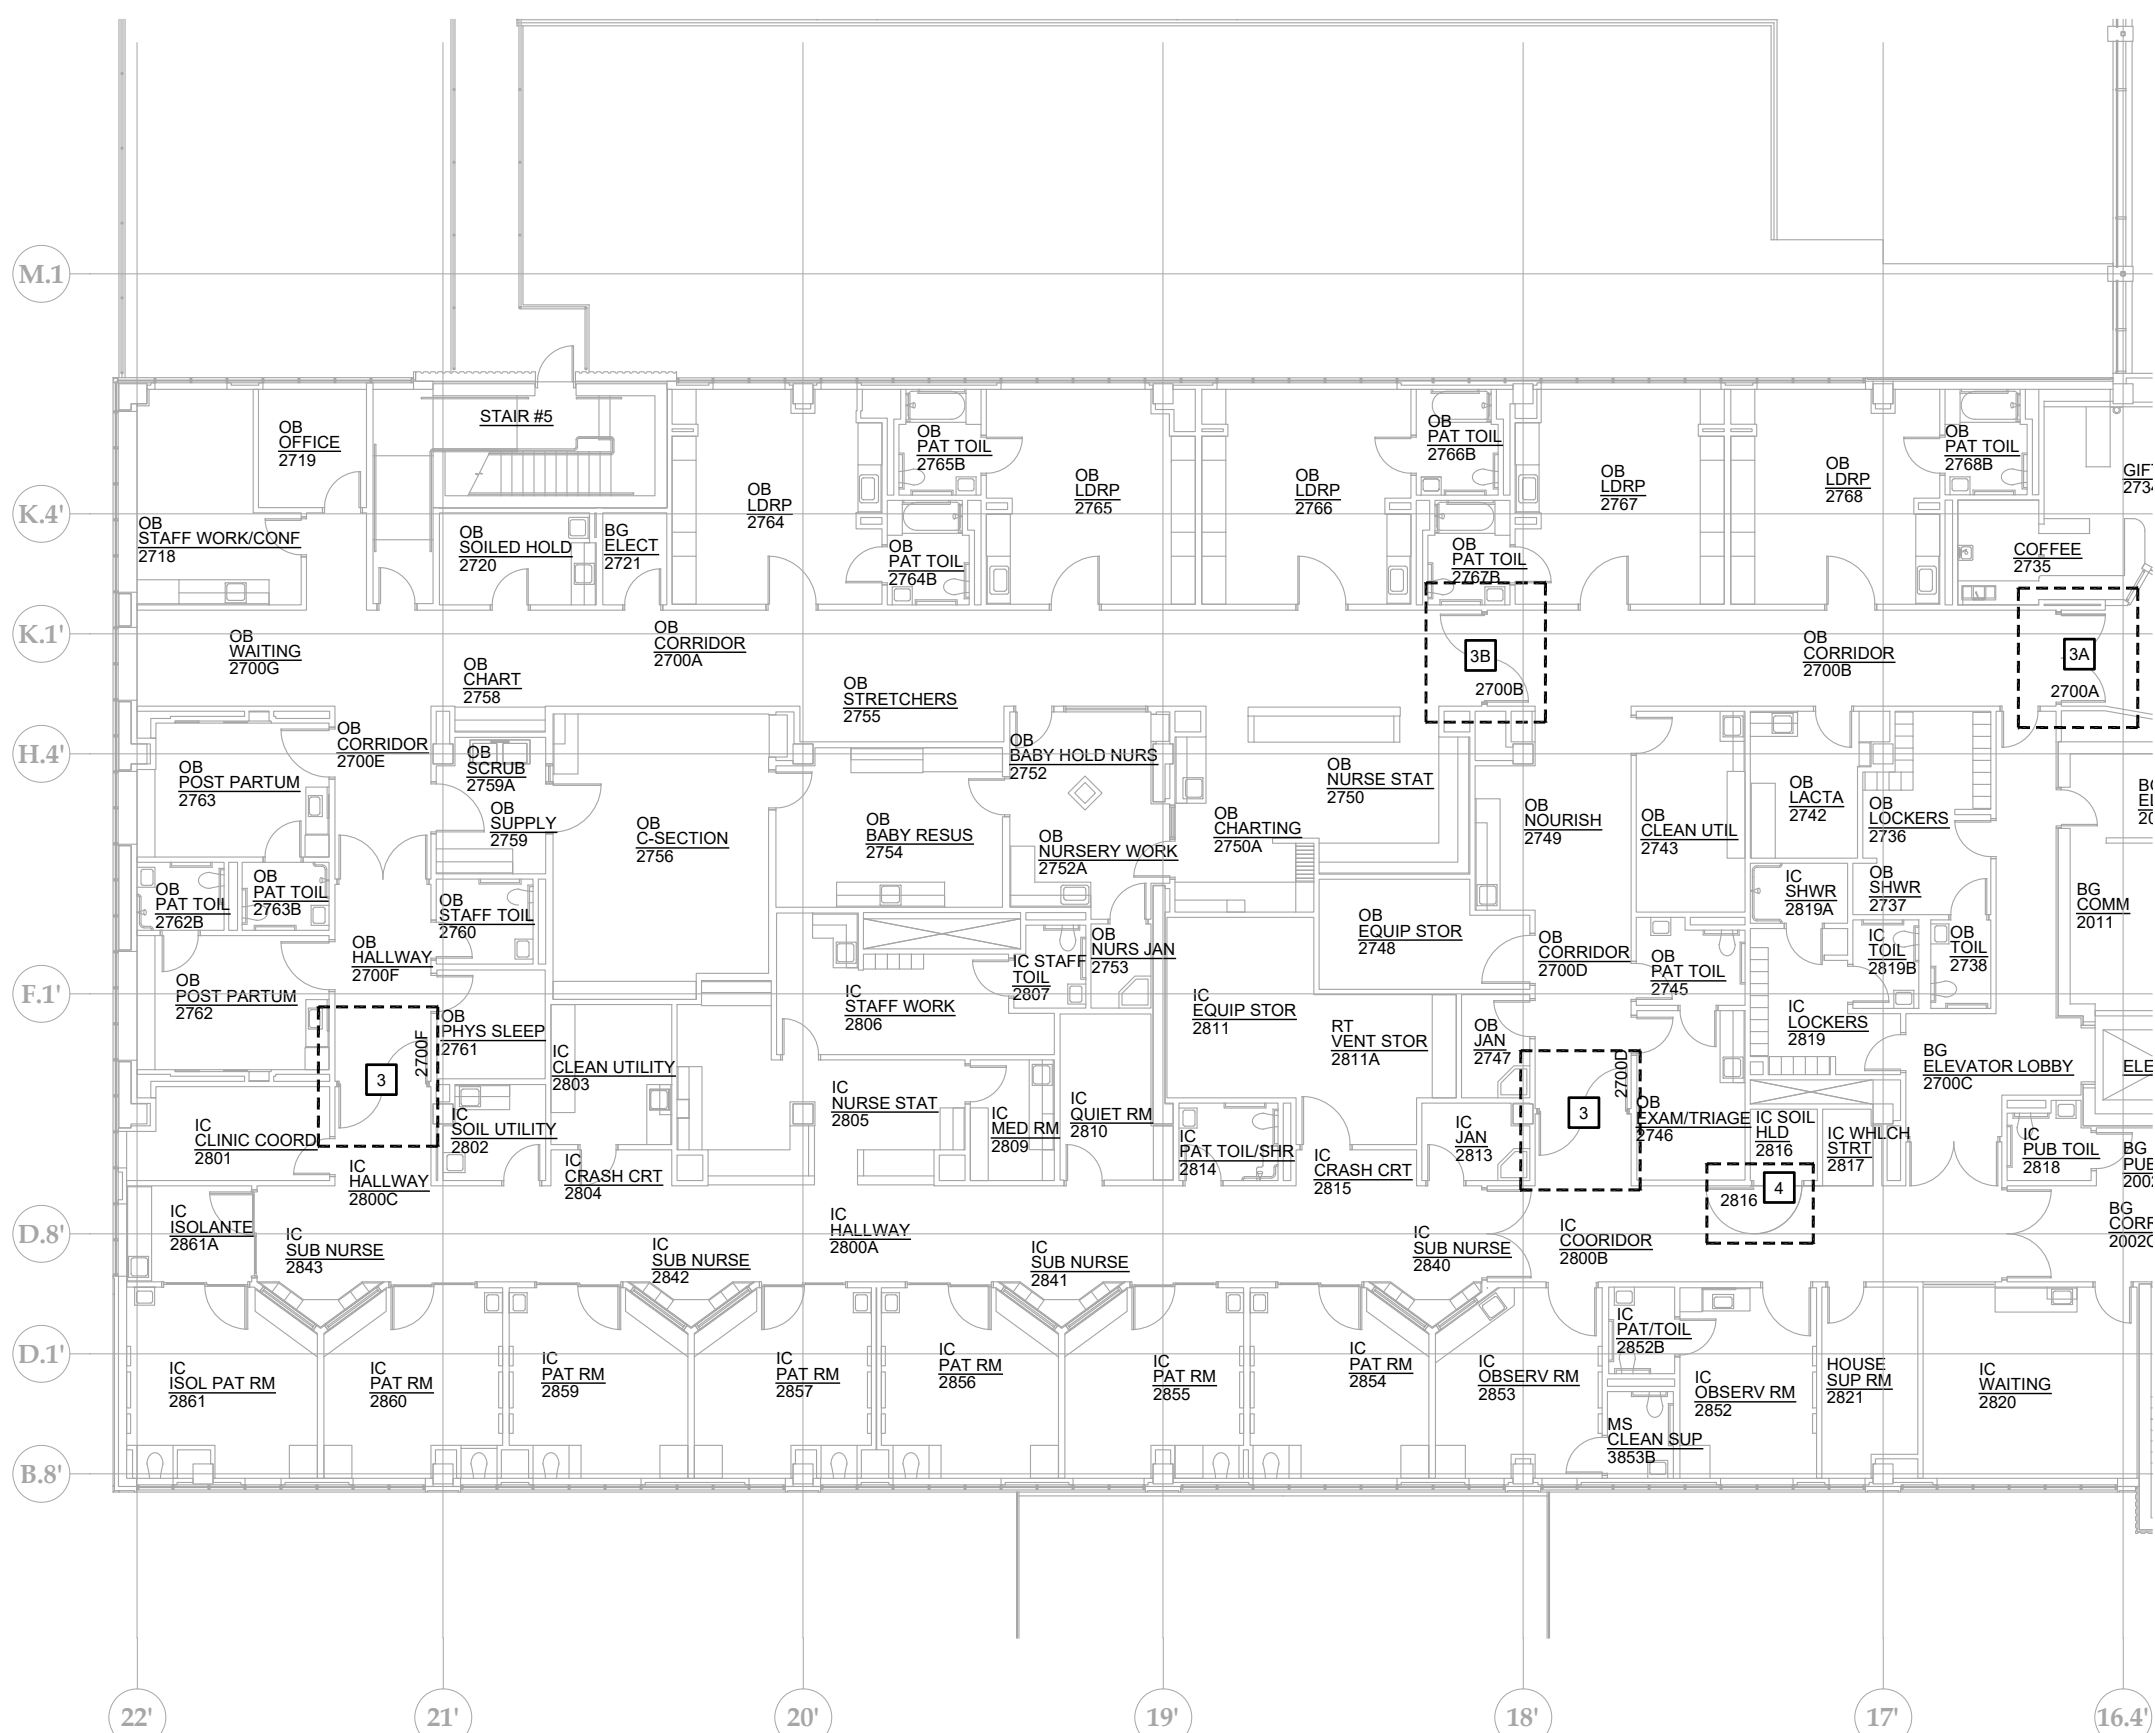 M.1
K.4'
K.1'
H.4'
F.1'
D.8'
D.1'
B.8'
OB
OFFICE
2719
STAIR #5
OB
STAFF WORK/CONF
2718
OB
SOILED HOLD
2720
BG
ELECT
2721
OB
LDRP
2764
OB
PAT TOIL
2765B
OB
PAT TOIL
2764B
OB
LDRP
2765
OB
LDRP
2766
OB
PAT TOIL
2766B
OB
PAT TOIL
2767B
OB
LDRP
2767
OB
LDRP
2768
OB
PAT TOIL
2768B
COFFEE
2735
OB
WAITING
2700G
OB
CHART
2758
OB
CORRIDOR
2700A
OB
STRETCHERS
2755
3B
2700B
OB
CORRIDOR
2700B
3A
2700A
OB
CORRIDOR
2700E
OB
POST PARTUM
2763
OB
SCRUB
2759A
OB
SUPPLY
2759
OB
C-SECTION
2756
OB
BABY RESUS
2754
OB
BABY HOLD NURS
2752
OB
NURSERY WORK
2752A
OB
CHARTING
2750A
OB
NURSE STAT
2750
OB
NOURISH
2749
OB
CLEAN UTIL
2743
OB
LACTA
2742
OB
LOCKERS
2736
OB
PAT TOIL
2762B
OB
PAT TOIL
2763B
OB
STAFF TOIL
2760
OB
HALLWAY
2700F
OB
POST PARTUM
2762
OB
PHYS SLEEP
2761
2700F
3
IC
STAFF WORK
2806
IC STAFF
TOIL
2807
OB
NURS JAN
2753
IC
EQUIP STOR
2811
OB
EQUIP STOR
2748
RT
VENT STOR
2811A
OB
JAN
2747
OB
CORRIDOR
2700D
OB
PAT TOIL
2745
IC
SHWR
2819A
OB
SHWR
2737
IC
TOIL
2819B
OB
TOIL
2738
BG
COMM
2011
IC
LOCKERS
2819
BG
ELEVATOR LOBBY
2700C
IC
CLEAN UTILITY
2803
IC
NURSE STAT
2805
IC
MED RM
2809
IC
QUIET RM
2810
IC
CLINIC COORD
2801
IC
SOIL UTILITY
2802
IC
CRASH CRT
2804
IC
HALLWAY
2800C
IC
PAT TOIL/SHR
2814
IC
CRASH CRT
2815
IC
JAN
2813
3
2700D
OB
EXAM/TRIAGE
2746
IC SOIL
HLD
2816
IC WHLCH
STRT
2817
IC
PUB TOIL
2818
2816
4
IC
ISOLANTE
2861A
IC
SUB NURSE
2843
IC
SUB NURSE
2842
IC
HALLWAY
2800A
IC
SUB NURSE
2841
IC
SUB NURSE
2840
IC
COORIDOR
2800B
IC
ISOL PAT RM
2861
IC
PAT RM
2860
IC
PAT RM
2859
IC
PAT RM
2857
IC
PAT RM
2856
IC
PAT RM
2855
IC
PAT RM
2854
IC
OBSERV RM
2853
IC
PAT/TOIL
2852B
IC
OBSERV RM
2852
MS
CLEAN SUP
3853B
HOUSE
SUP RM
2821
IC
WAITING
2820
BG
BG
22'
21'
20'
19'
18'
17'
16.4'